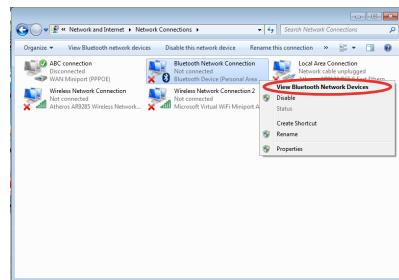 « Network and Internet ▸ Network Connections ▸
Search Network Connections
Organize View Bluetooth network devices Disable this network device Rename this connection »
ABC connection
Disconnected
WAN Miniport (PPPOE)
Bluetooth Network Connection
Not connected
Bluetooth Device (Personal Area ...
Local Area Connection
Network cable unplugged
Wireless Network Connection
Not connected
Atheros AR9285 Wireless Network...
Wireless Network Connection 2
Not connected
Microsoft Virtual WiFi Miniport A...
View Bluetooth Network Devices
Disable
Status
Create Shortcut
Rename
Properties